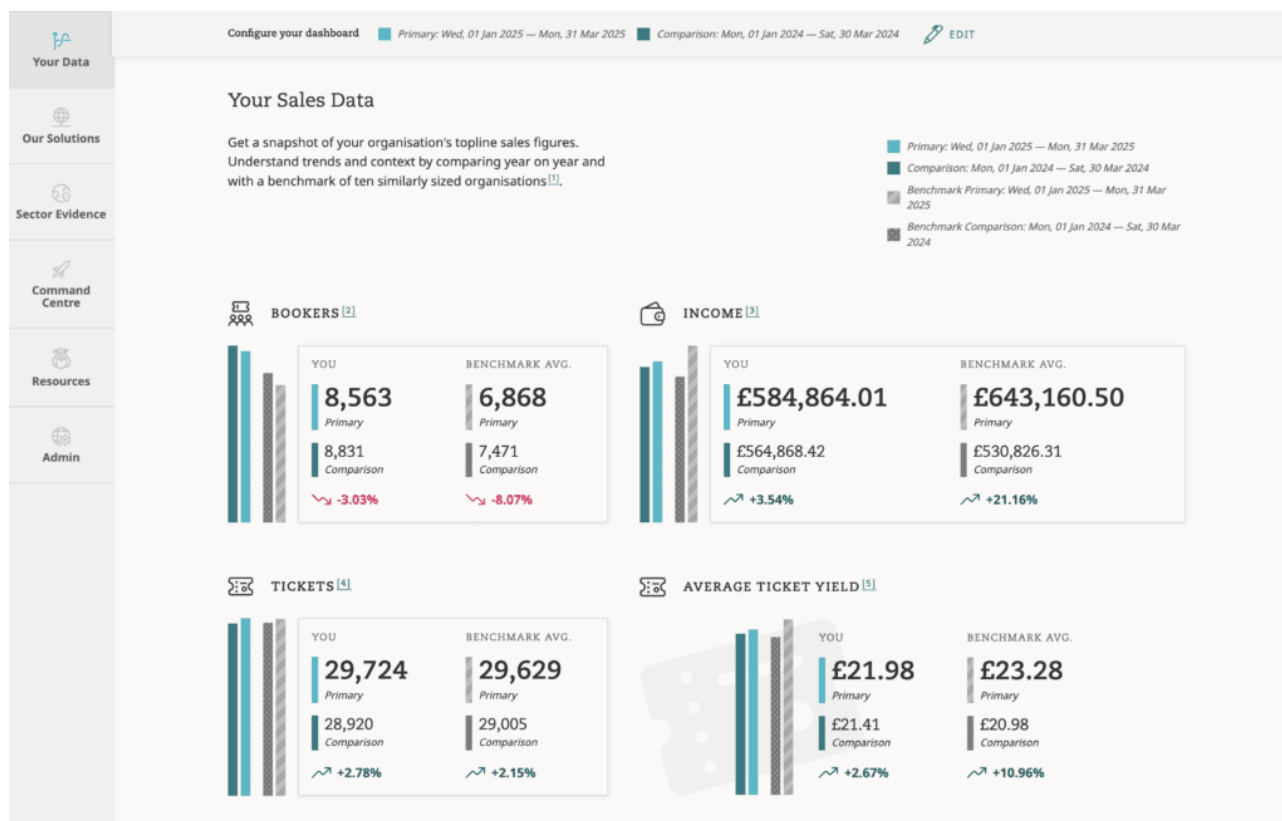 Configure your dashboard Primary: Wed, 01 Jan 2025 — Mon, 31 Mar 2025 Comparison: Mon, 01 Jan 2024 — Sat, 30 Mar 2024 EDIT
Your Data
Our Solutions
Sector Evidence
Command
Centre
Resources
Admin
Your Sales Data
Get a snapshot of your organisation's topline sales figures.
Understand trends and context by comparing year on year and
with a benchmark of ten similarly sized organisations[1].
Primary: Wed, 01 Jan 2025 — Mon, 31 Mar 2025
Comparison: Mon, 01 Jan 2024 — Sat, 30 Mar 2024
Benchmark Primary: Wed, 01 Jan 2025 — Mon, 31 Mar
2025
Benchmark Comparison: Mon, 01 Jan 2024 — Sat, 30 Mar
2024
BOOKERS[2]
YOU BENCHMARK AVG.
8,563 6,868
Primary Primary
8,831 7,471
Comparison Comparison
-3.03% -8.07%
INCOME[3]
YOU BENCHMARK AVG.
£584,864.01 £643,160.50
Primary Primary
£564,868.42 £530,826.31
Comparison Comparison
+3.54% +21.16%
TICKETS[4]
YOU BENCHMARK AVG.
29,724 29,629
Primary Primary
28,920 29,005
Comparison Comparison
+2.78% +2.15%
AVERAGE TICKET YIELD[5]
YOU BENCHMARK AVG.
£21.98 £23.28
Primary Primary
£21.41 £20.98
Comparison Comparison
+2.67% +10.96%